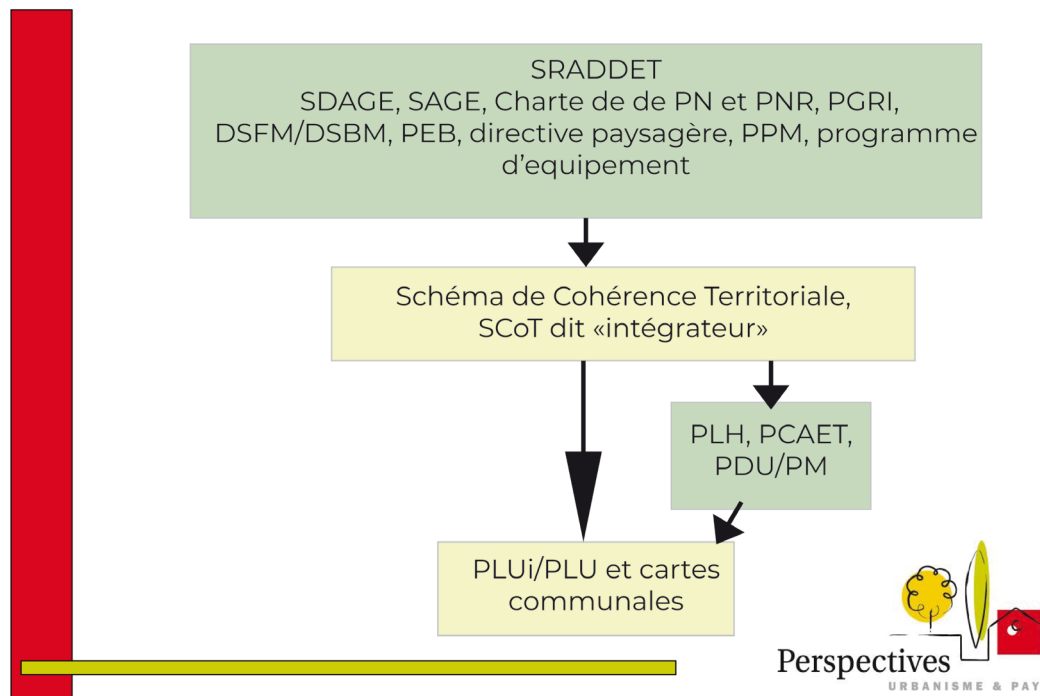 SRADDET
SDAGE, SAGE, Charte de de PN et PNR, PGRI,
DSFM/DSBM, PEB, directive paysagère, PPM, programme
d’equipement
Schéma de Cohérence Territoriale,
SCoT dit «intégrateur»
PLH, PCAET,
PDU/PM
PLUi/PLU et cartes
communales
Perspectives
URBANISME & PAY